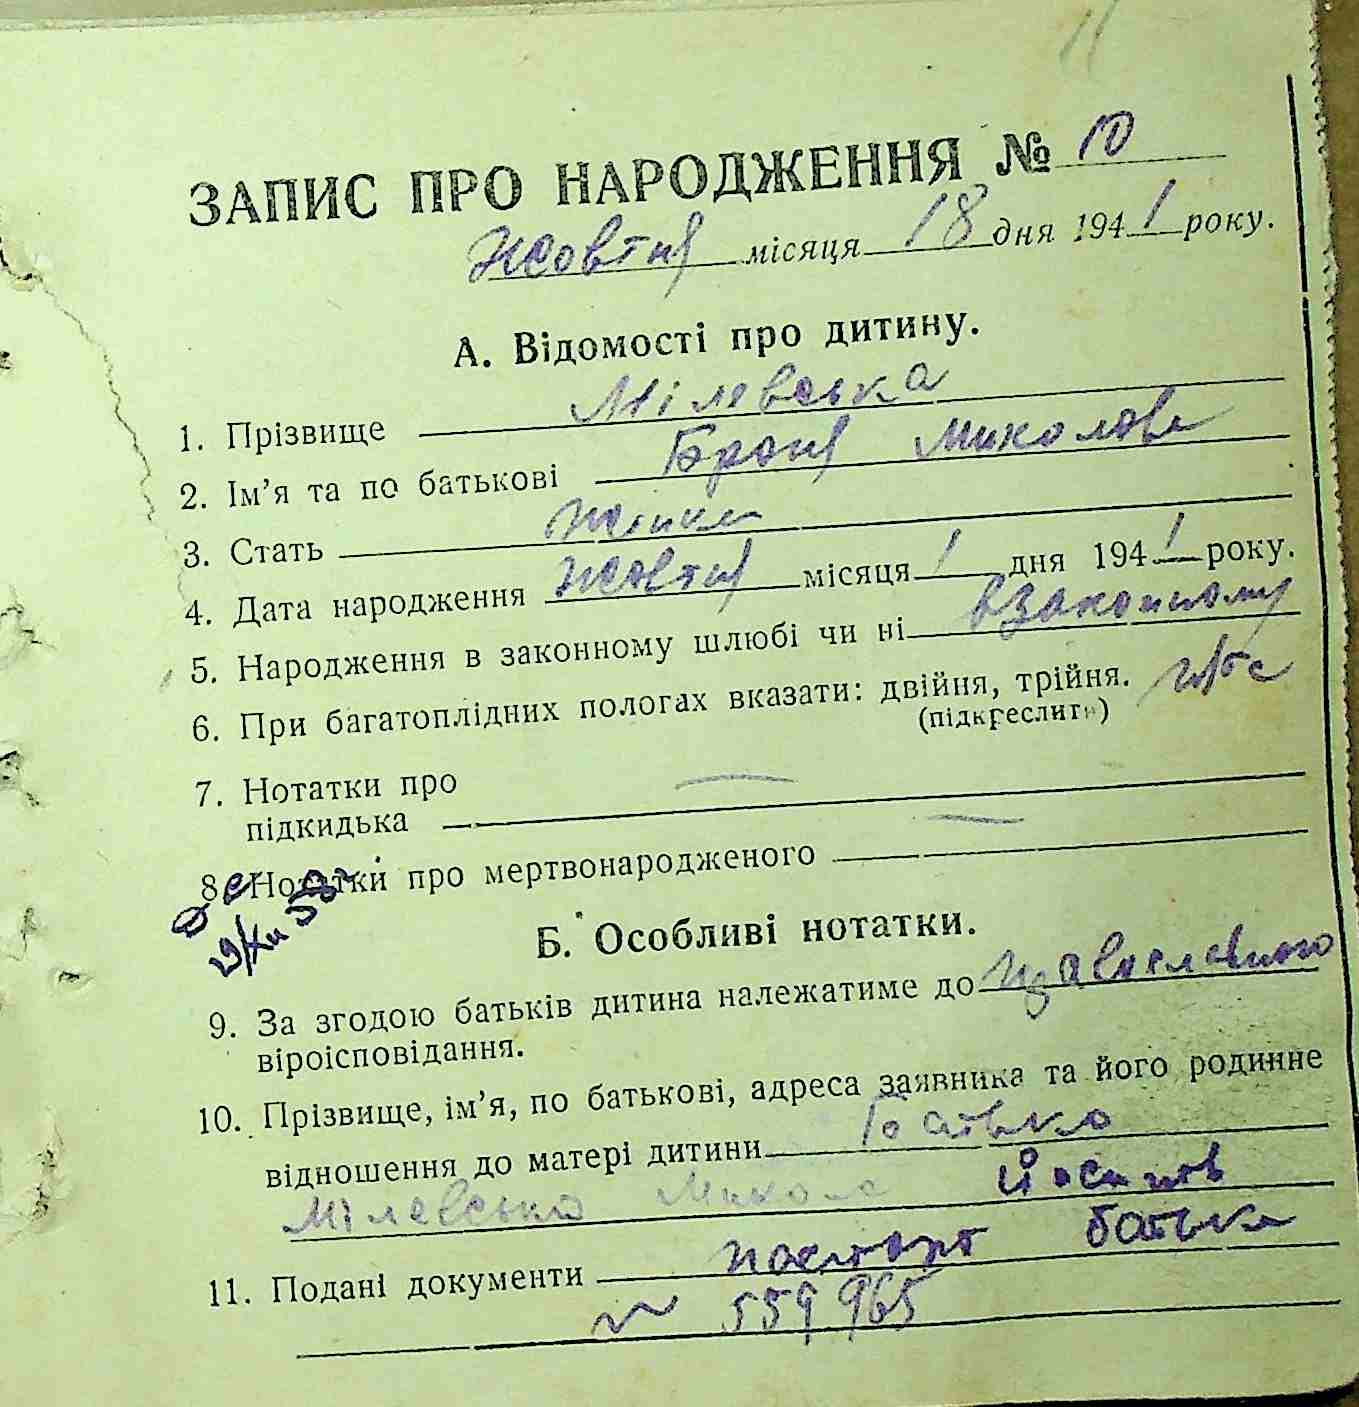 ЗАПИС ПРО НАРОДЖЕННЯ № 10
Жовтня місяця 18 дня 1941 року.
А. Відомості про дитину.
1. Прізвище Мілевська
2. Ім'я та по батькові Броня Миколаев
3. Стать
4. Дата народження Жовтня місяця 1 дня 1941 року.
5. Народження в законному шлюбі чи ні в законному
6. При багатоплідних пологах вказати: двійня, трійня.
(підкреслити)
7. Нотатки про
підкидька —
8. Нотатки про мертвонародженого —
Б. Особливі нотатки.
9. За згодою батьків дитина належатиме до православного
віроісповідання.
10. Прізвище, ім'я, по батькові, адреса заявника та його родинне
відношення до матері дитини батько
Мілевсько Микола Йосипов
11. Подані документи паспорт батька
№ 559965